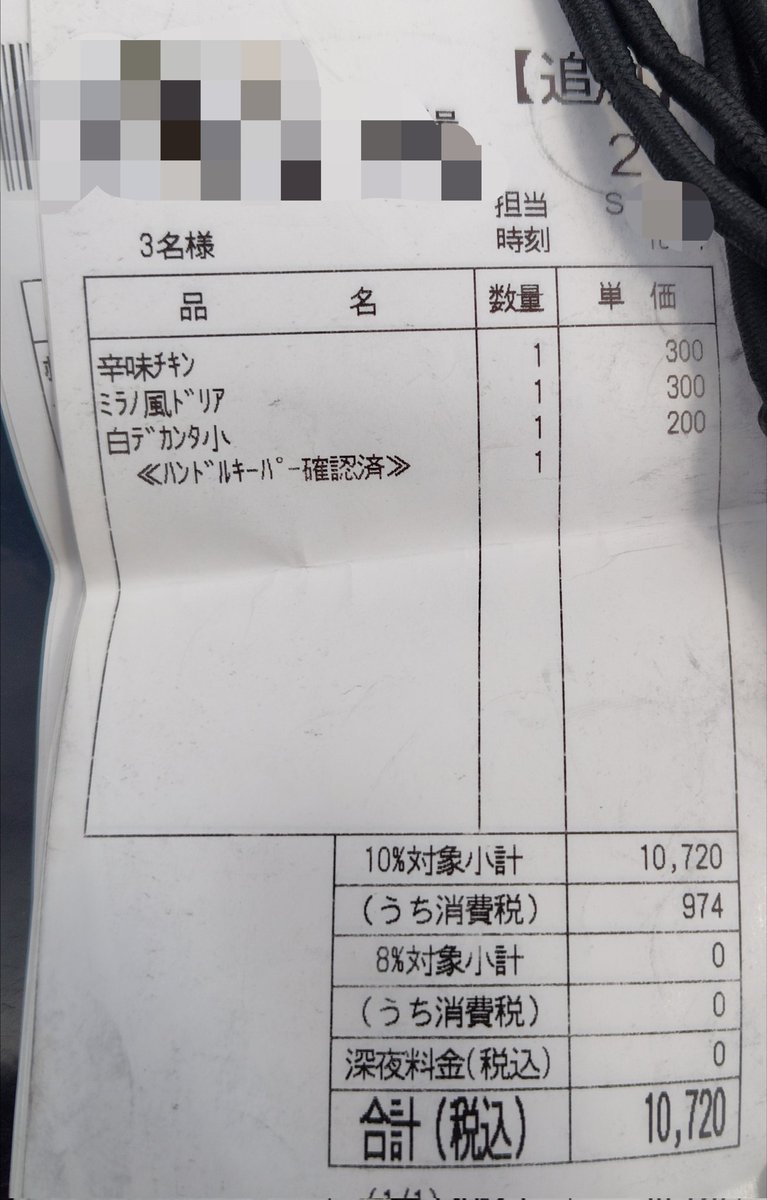 【追加
2
担当 S
3名様 時刻
品 名 数量 単 価
辛味ﾁｷﾝ 1 300
ﾐﾗﾉ風ﾄﾞﾘｱ 1 300
白ﾃﾞｶﾝﾀ小 1 200
≪ﾊﾝﾄﾞﾙｷｰﾊﾟｰ確認済≫ 1
10%対象小計 10,720
(うち消費税) 974
8%対象小計 0
(うち消費税) 0
深夜料金(税込) 0
合計(税込) 10,720